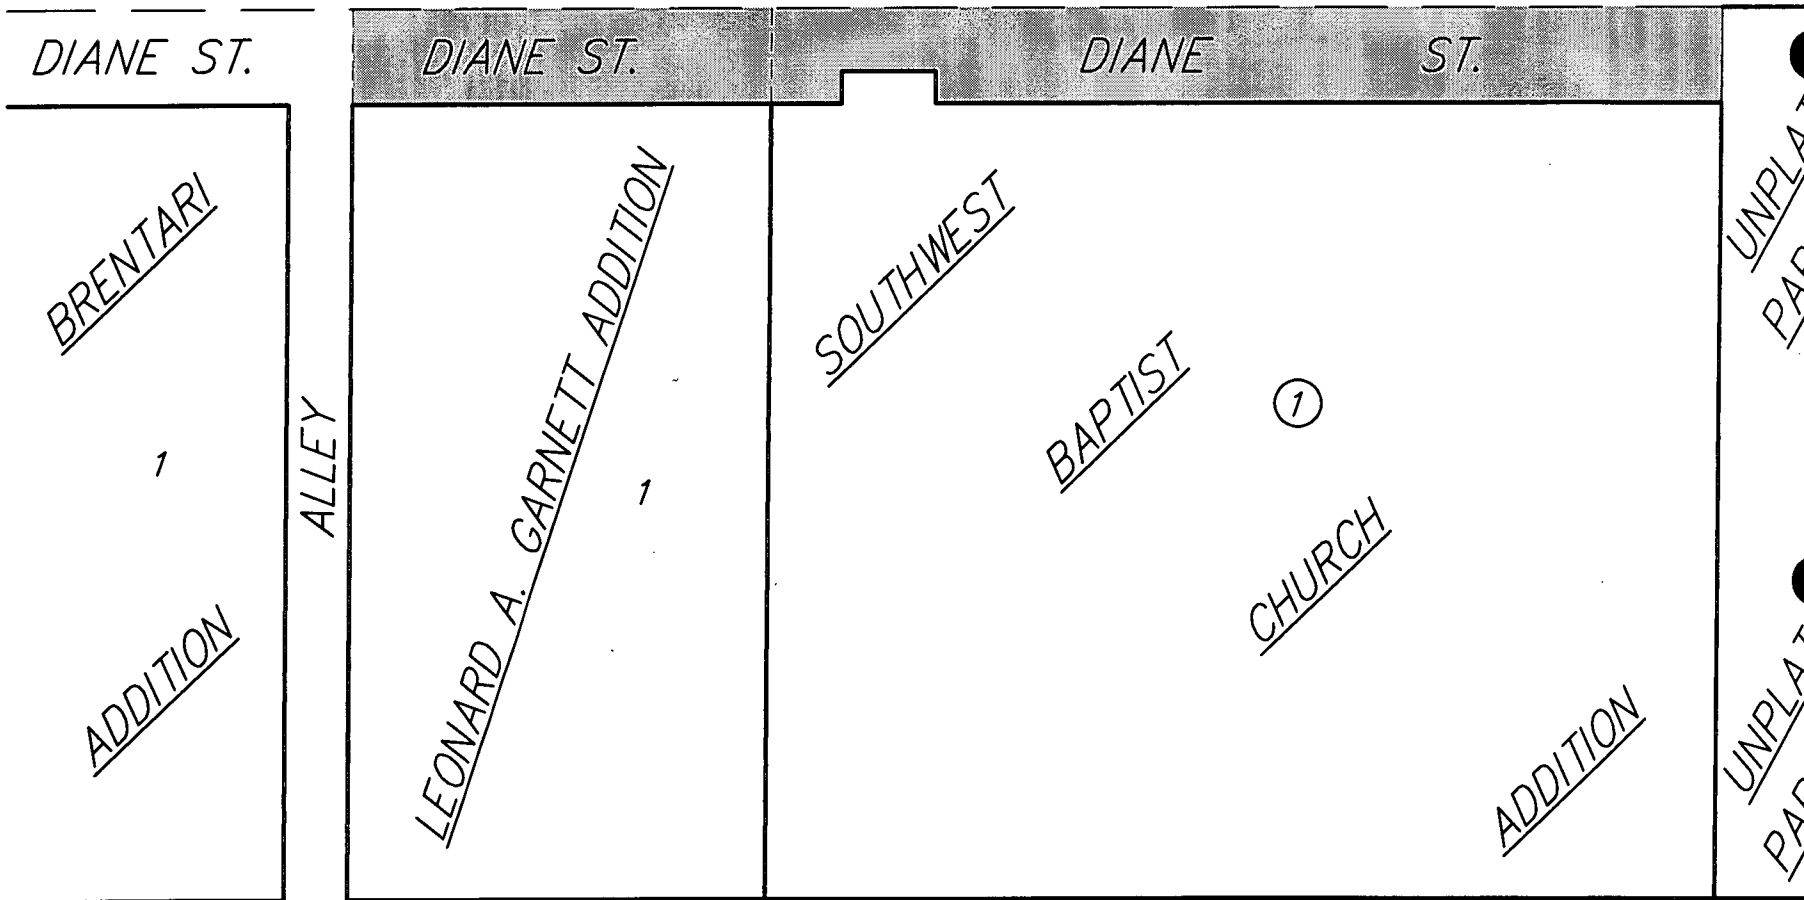 DIANE ST.
DIANE ST.
DIANE ST.
BRENTARI
ADDITION
1
ALLEY
LEONARD A. GARNETT ADDITION
1
SOUTHWEST
BAPTIST
CHURCH
ADDITION
1